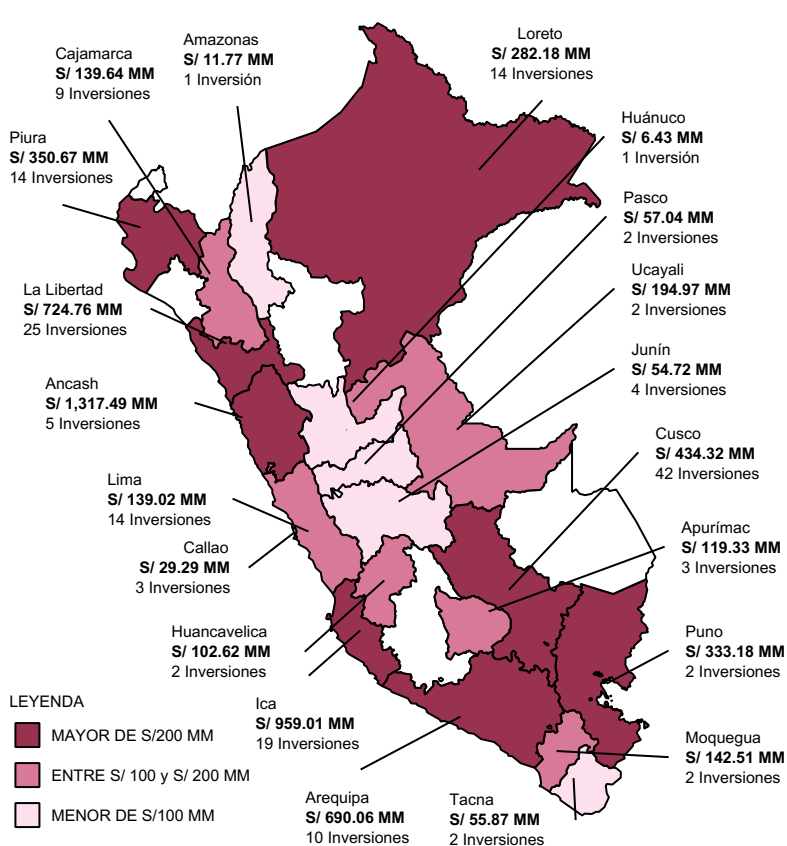 Cajamarca
S/ 139.64 MM
9 Inversiones
Amazonas
S/ 11.77 MM
1 Inversión
Loreto
S/ 282.18 MM
14 Inversiones
Huánuco
S/ 6.43 MM
1 Inversión
Piura
S/ 350.67 MM
14 Inversiones
Pasco
S/ 57.04 MM
2 Inversiones
Ucayali
S/ 194.97 MM
2 Inversiones
La Libertad
S/ 724.76 MM
25 Inversiones
Junín
S/ 54.72 MM
4 Inversiones
Ancash
S/ 1,317.49 MM
5 Inversiones
Cusco
S/ 434.32 MM
42 Inversiones
Lima
S/ 139.02 MM
14 Inversiones
Apurímac
S/ 119.33 MM
3 Inversiones
Callao
S/ 29.29 MM
3 Inversiones
Huancavelica
S/ 102.62 MM
2 Inversiones
Puno
S/ 333.18 MM
2 Inversiones
Ica
S/ 959.01 MM
19 Inversiones
Moquegua
S/ 142.51 MM
2 Inversiones
Arequipa
S/ 690.06 MM
10 Inversiones
Tacna
S/ 55.87 MM
2 Inversiones
LEYENDA
MAYOR DE S/200 MM
ENTRE S/ 100 y S/ 200 MM
MENOR DE S/100 MM